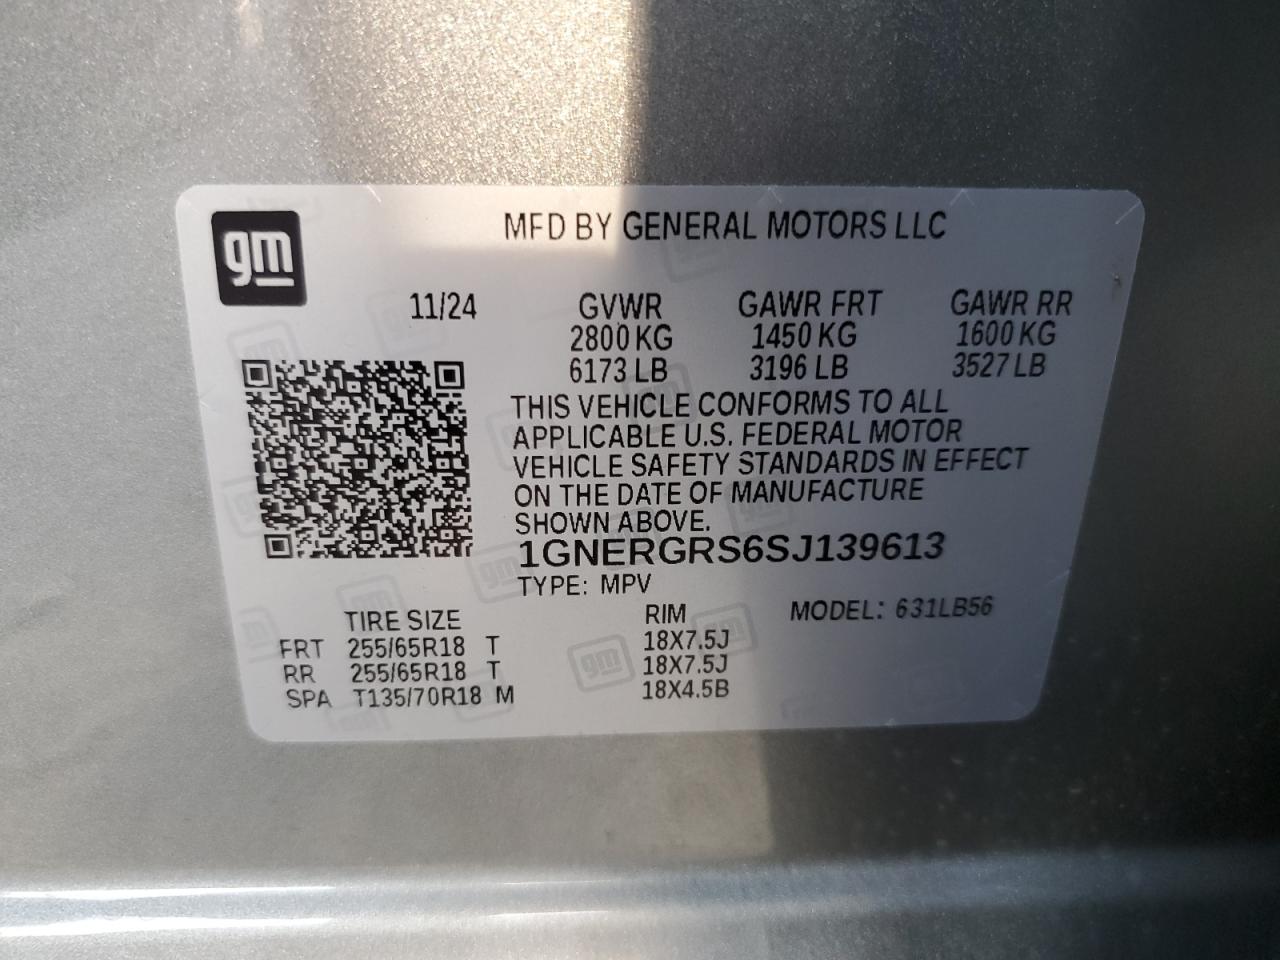 gm
MFD BY GENERAL MOTORS LLC
11/24 GVWR GAWR FRT GAWR RR
2800 KG 1450 KG 1600 KG
6173 LB 3196 LB 3527 LB
THIS VEHICLE CONFORMS TO ALL
APPLICABLE U.S. FEDERAL MOTOR
VEHICLE SAFETY STANDARDS IN EFFECT
ON THE DATE OF MANUFACTURE
SHOWN ABOVE.
1GNERGRS6SJ139613
TYPE: MPV
TIRE SIZE RIM MODEL: 631LB56
FRT 255/65R18 T 18X7.5J
RR 255/65R18 T 18X7.5J
SPA T135/70R18 M 18X4.5B